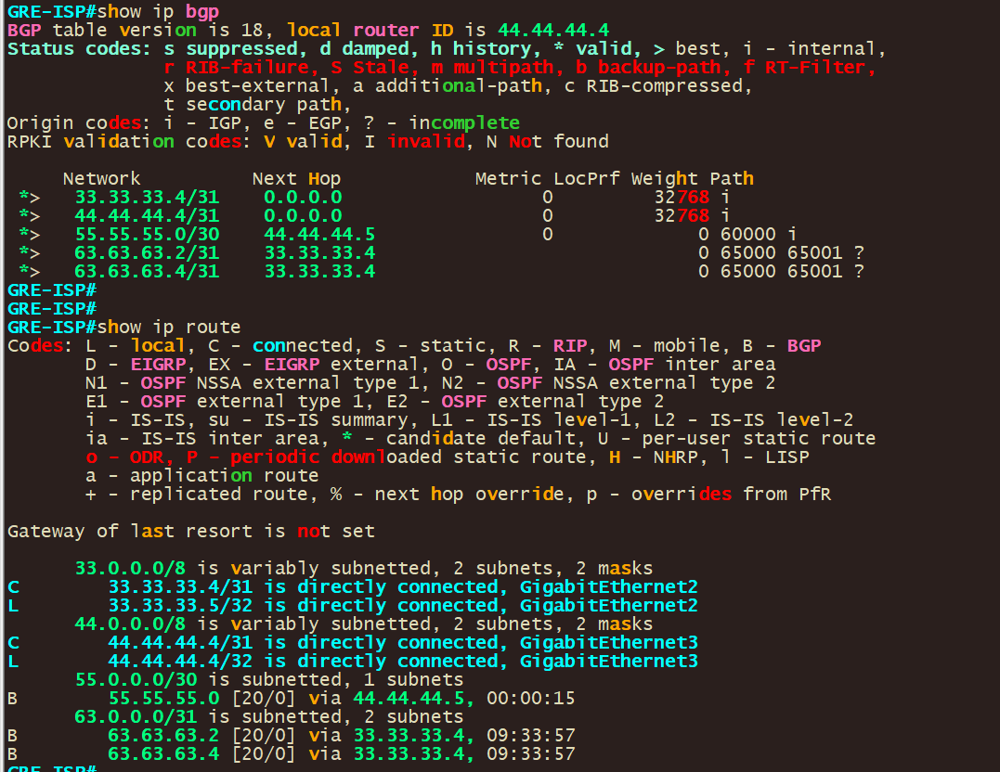 GRE-ISP#show ip bgp
BGP table version is 18, local router ID is 44.44.44.4
Status codes: s suppressed, d damped, h history, * valid, > best, i - internal,
              r RIB-failure, S Stale, m multipath, b backup-path, f RT-Filter,
              x best-external, a additional-path, c RIB-compressed,
              t secondary path,
Origin codes: i - IGP, e - EGP, ? - incomplete
RPKI validation codes: V valid, I invalid, N Not found

     Network          Next Hop            Metric LocPrf Weight Path
 *>   33.33.33.4/31    0.0.0.0                  0         32768 i
 *>   44.44.44.4/31    0.0.0.0                  0         32768 i
 *>   55.55.55.0/30    44.44.44.5               0             0 60000 i
 *>   63.63.63.2/31    33.33.33.4                             0 65000 65001 ?
 *>   63.63.63.4/31    33.33.33.4                             0 65000 65001 ?
GRE-ISP#
GRE-ISP#
GRE-ISP#show ip route
Codes: L - local, C - connected, S - static, R - RIP, M - mobile, B - BGP
       D - EIGRP, EX - EIGRP external, O - OSPF, IA - OSPF inter area
       N1 - OSPF NSSA external type 1, N2 - OSPF NSSA external type 2
       E1 - OSPF external type 1, E2 - OSPF external type 2
       i - IS-IS, su - IS-IS summary, L1 - IS-IS level-1, L2 - IS-IS level-2
       ia - IS-IS inter area, * - candidate default, U - per-user static route
       o - ODR, P - periodic downloaded static route, H - NHRP, l - LISP
       a - application route
       + - replicated route, % - next hop override, p - overrides from PfR

Gateway of last resort is not set

      33.0.0.0/8 is variably subnetted, 2 subnets, 2 masks
C        33.33.33.4/31 is directly connected, GigabitEthernet2
L        33.33.33.5/32 is directly connected, GigabitEthernet2
      44.0.0.0/8 is variably subnetted, 2 subnets, 2 masks
C        44.44.44.4/31 is directly connected, GigabitEthernet3
L        44.44.44.4/32 is directly connected, GigabitEthernet3
      55.0.0.0/30 is subnetted, 1 subnets
B        55.55.55.0 [20/0] via 44.44.44.5, 00:00:15
      63.0.0.0/31 is subnetted, 2 subnets
B        63.63.63.2 [20/0] via 33.33.33.4, 09:33:57
B        63.63.63.4 [20/0] via 33.33.33.4, 09:33:57
GRE-ISP#